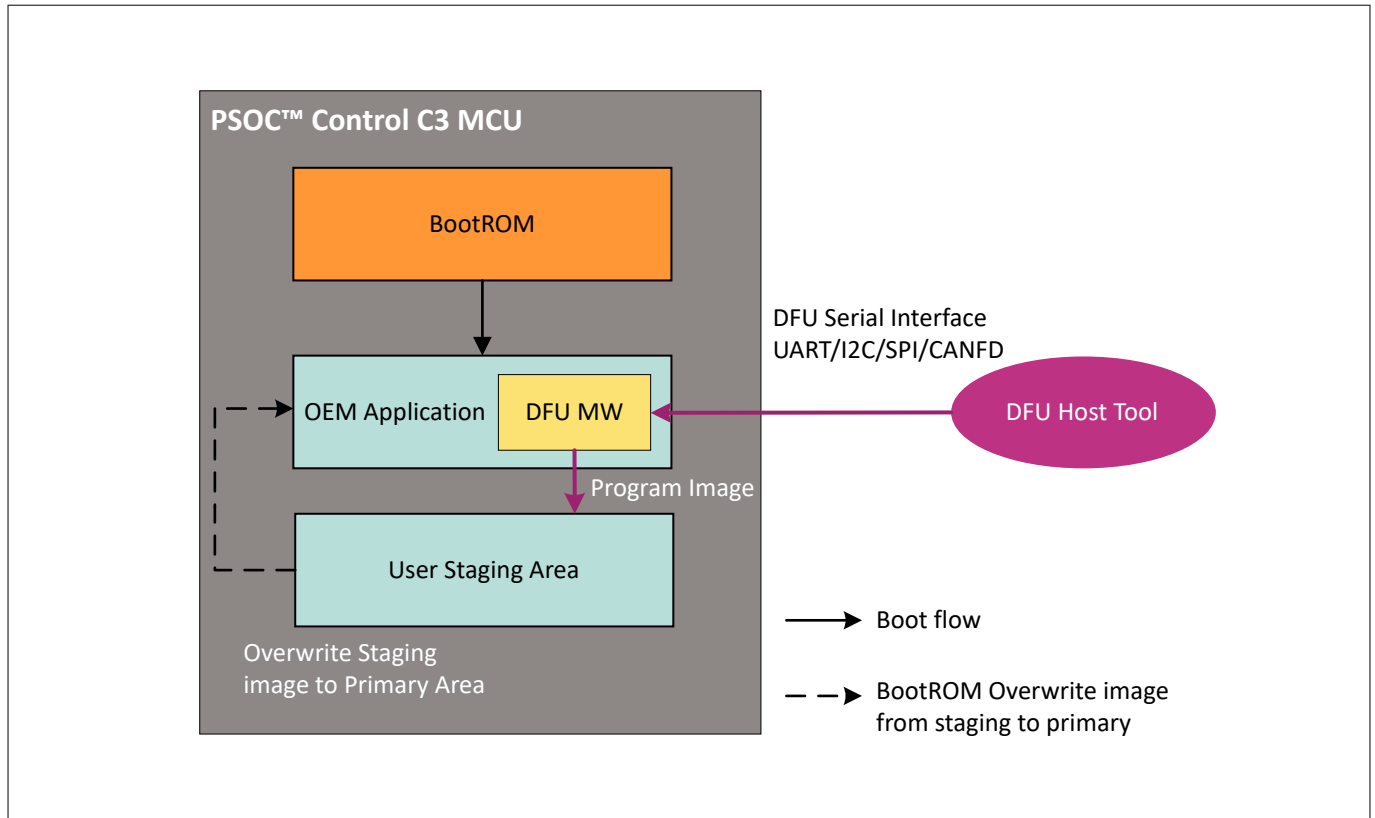 PSOC™ Control C3 MCU
BootROM
DFU Serial Interface
UART/I2C/SPI/CANFD
OEM Application
DFU MW
DFU Host Tool
Program Image
User Staging Area
Overwrite Staging
image to Primary Area
Boot flow
BootROM Overwrite image
from staging to primary